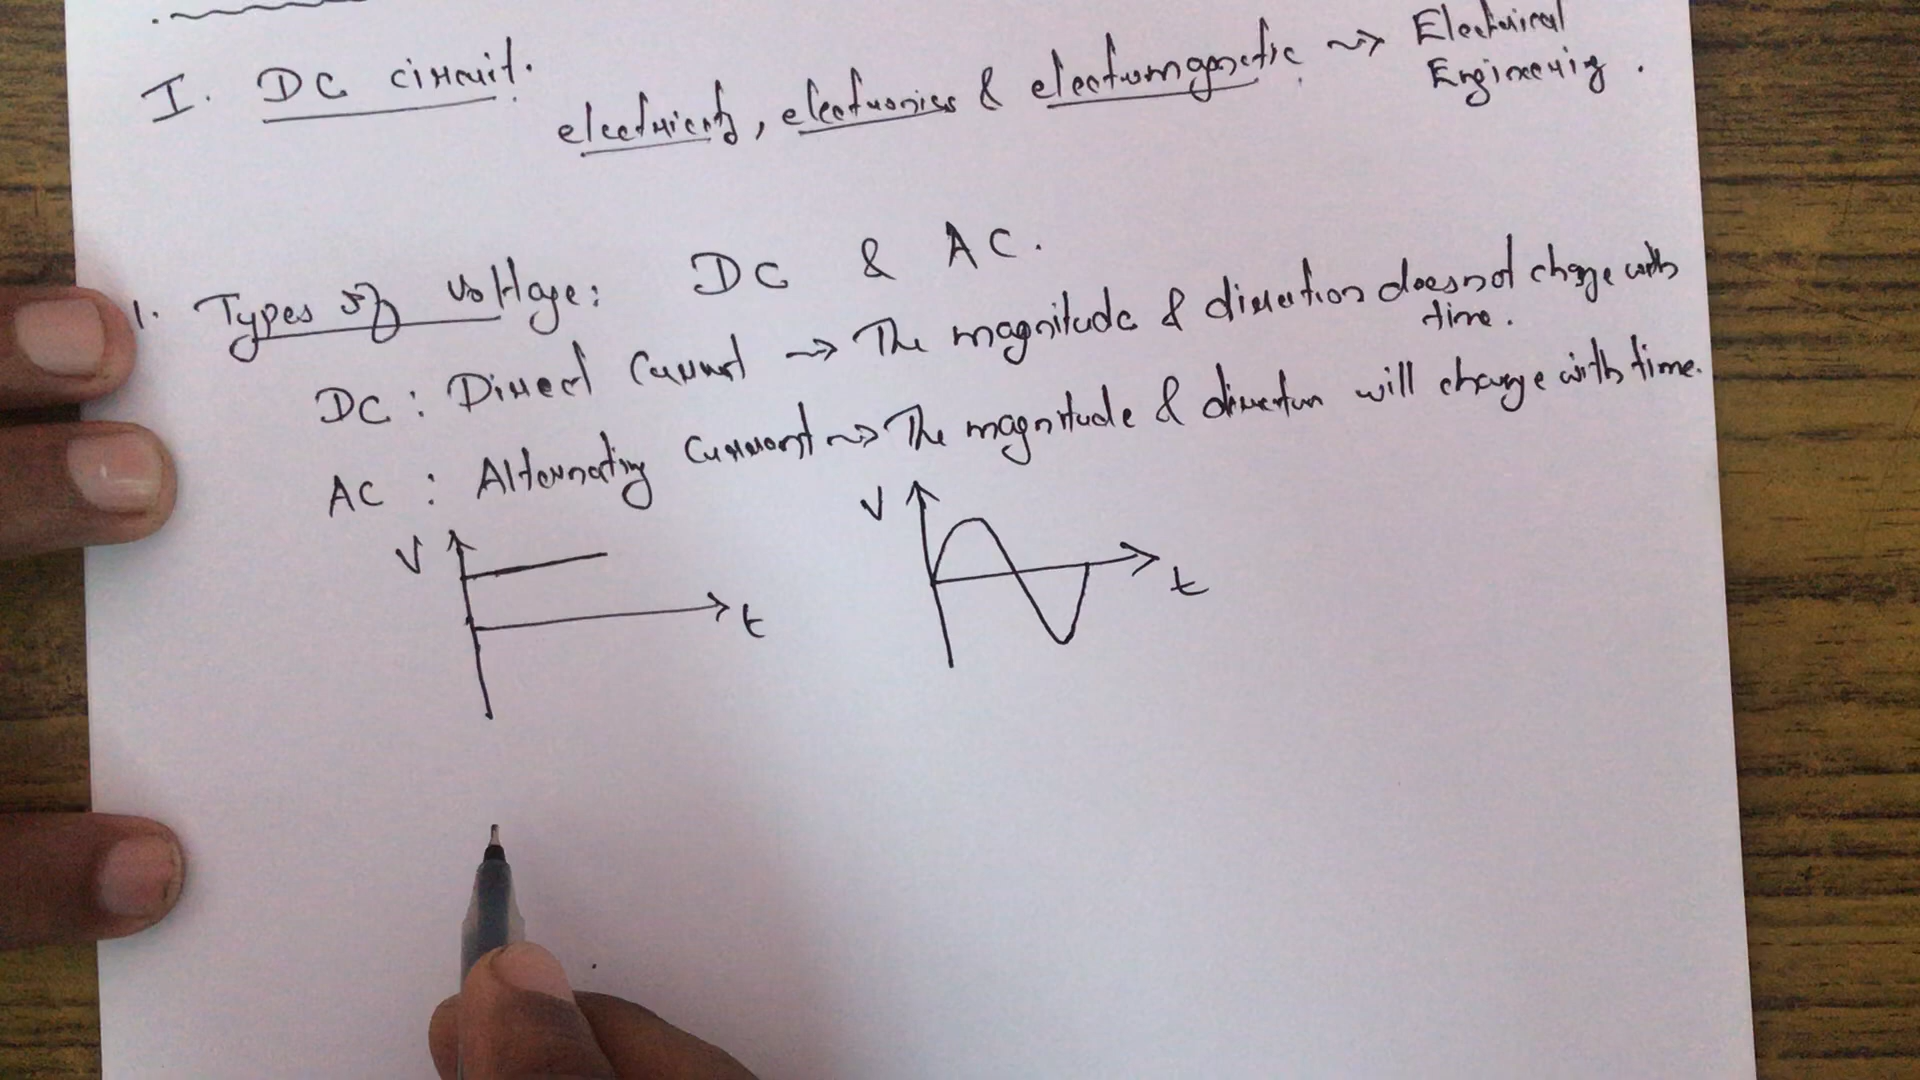 I. DC circuit.
electricity, electronics & electromagnetic ⇝ Electrical
Engineering.
1. Types of Voltage: DC & AC.
DC: Direct Current ⇝ The magnitude & direction does not change with
time.
AC: Alternating Current ⇝ The magnitude & direction will change with time.
V
t
V
t